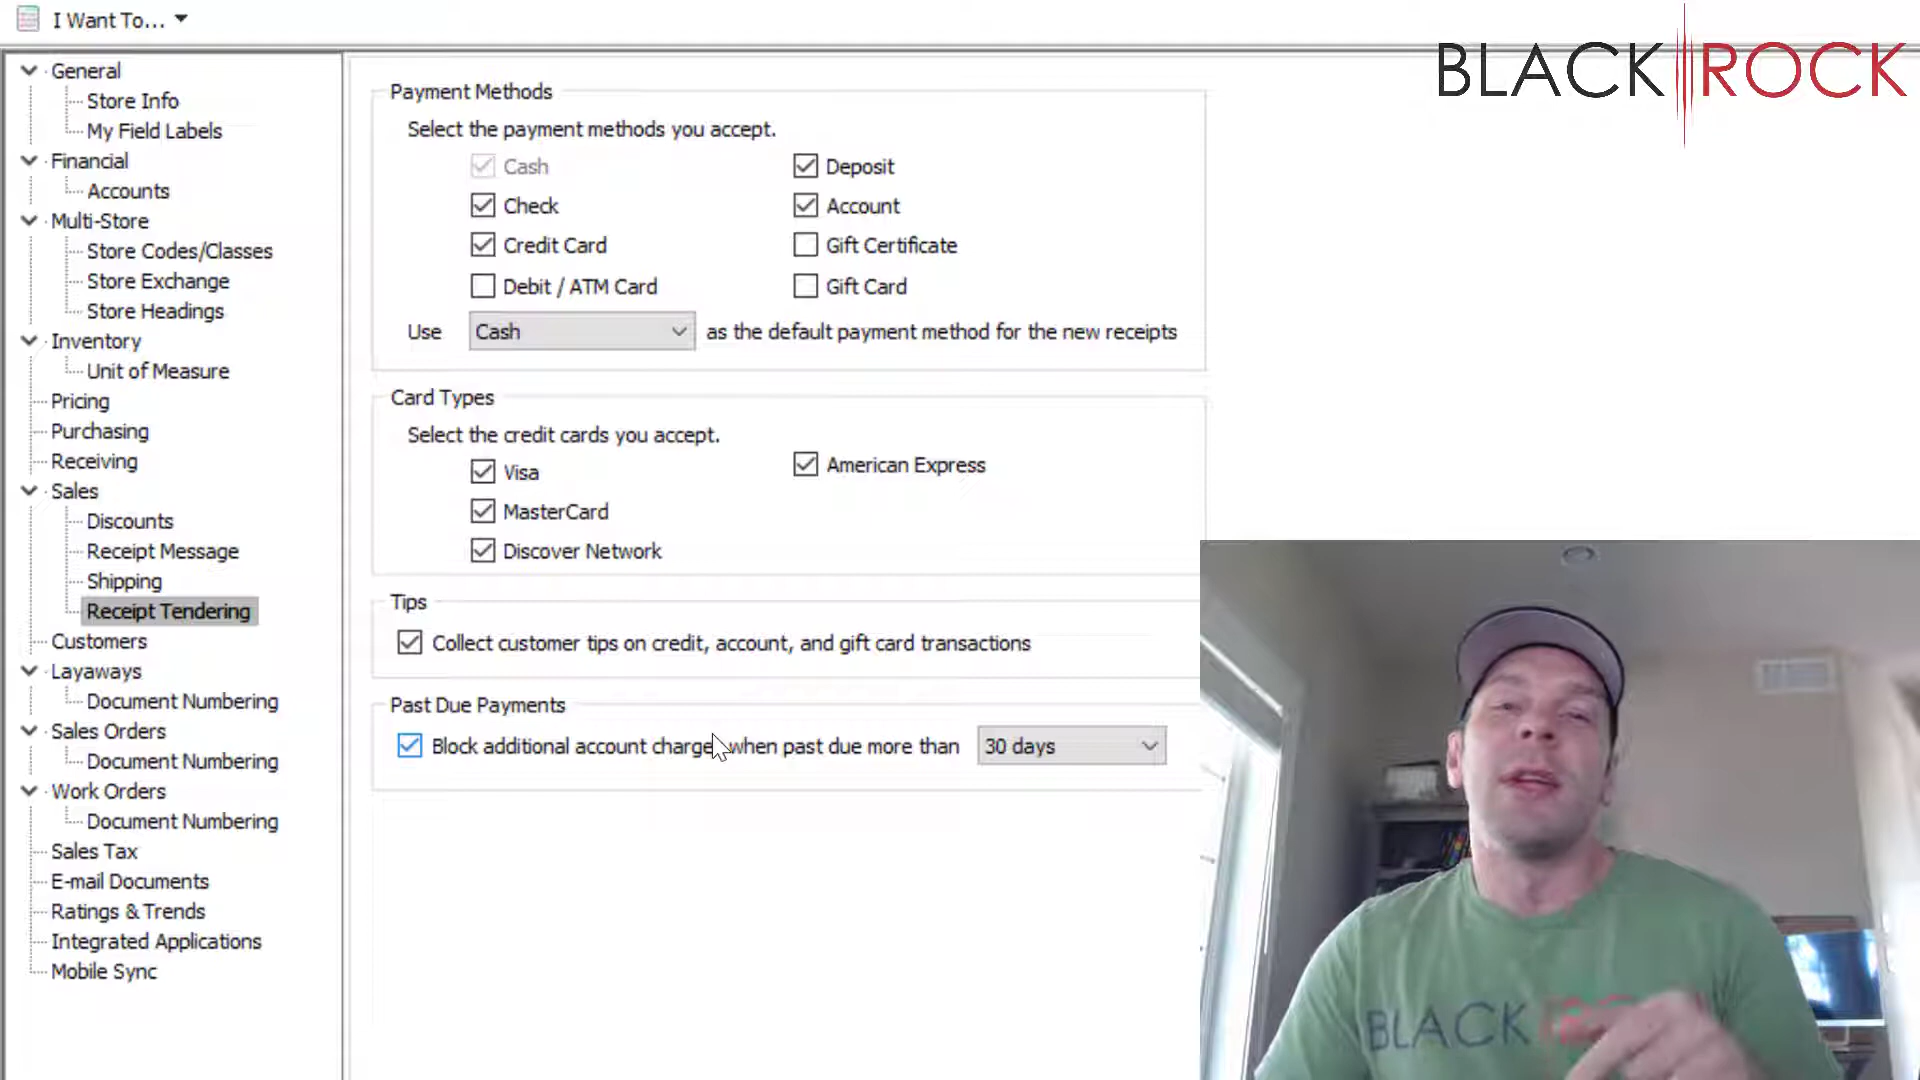 I Want To...
BLACK ROCK
General
Store Info
My Field Labels
Financial
Accounts
Multi-Store
Store Codes/Classes
Store Exchange
Store Headings
Inventory
Unit of Measure
Pricing
Purchasing
Receiving
Sales
Discounts
Receipt Message
Shipping
Receipt Tendering
Customers
Layaways
Document Numbering
Sales Orders
Document Numbering
Work Orders
Document Numbering
Sales Tax
E-mail Documents
Ratings & Trends
Integrated Applications
Mobile Sync
Payment Methods
Select the payment methods you accept.
Cash Deposit
Check Account
Credit Card Gift Certificate
Debit / ATM Card Gift Card
Use Cash as the default payment method for the new receipts
Card Types
Select the credit cards you accept.
Visa American Express
MasterCard
Discover Network
Tips
Collect customer tips on credit, account, and gift card transactions
Past Due Payments
Block additional account charge when past due more than 30 days
BLACK